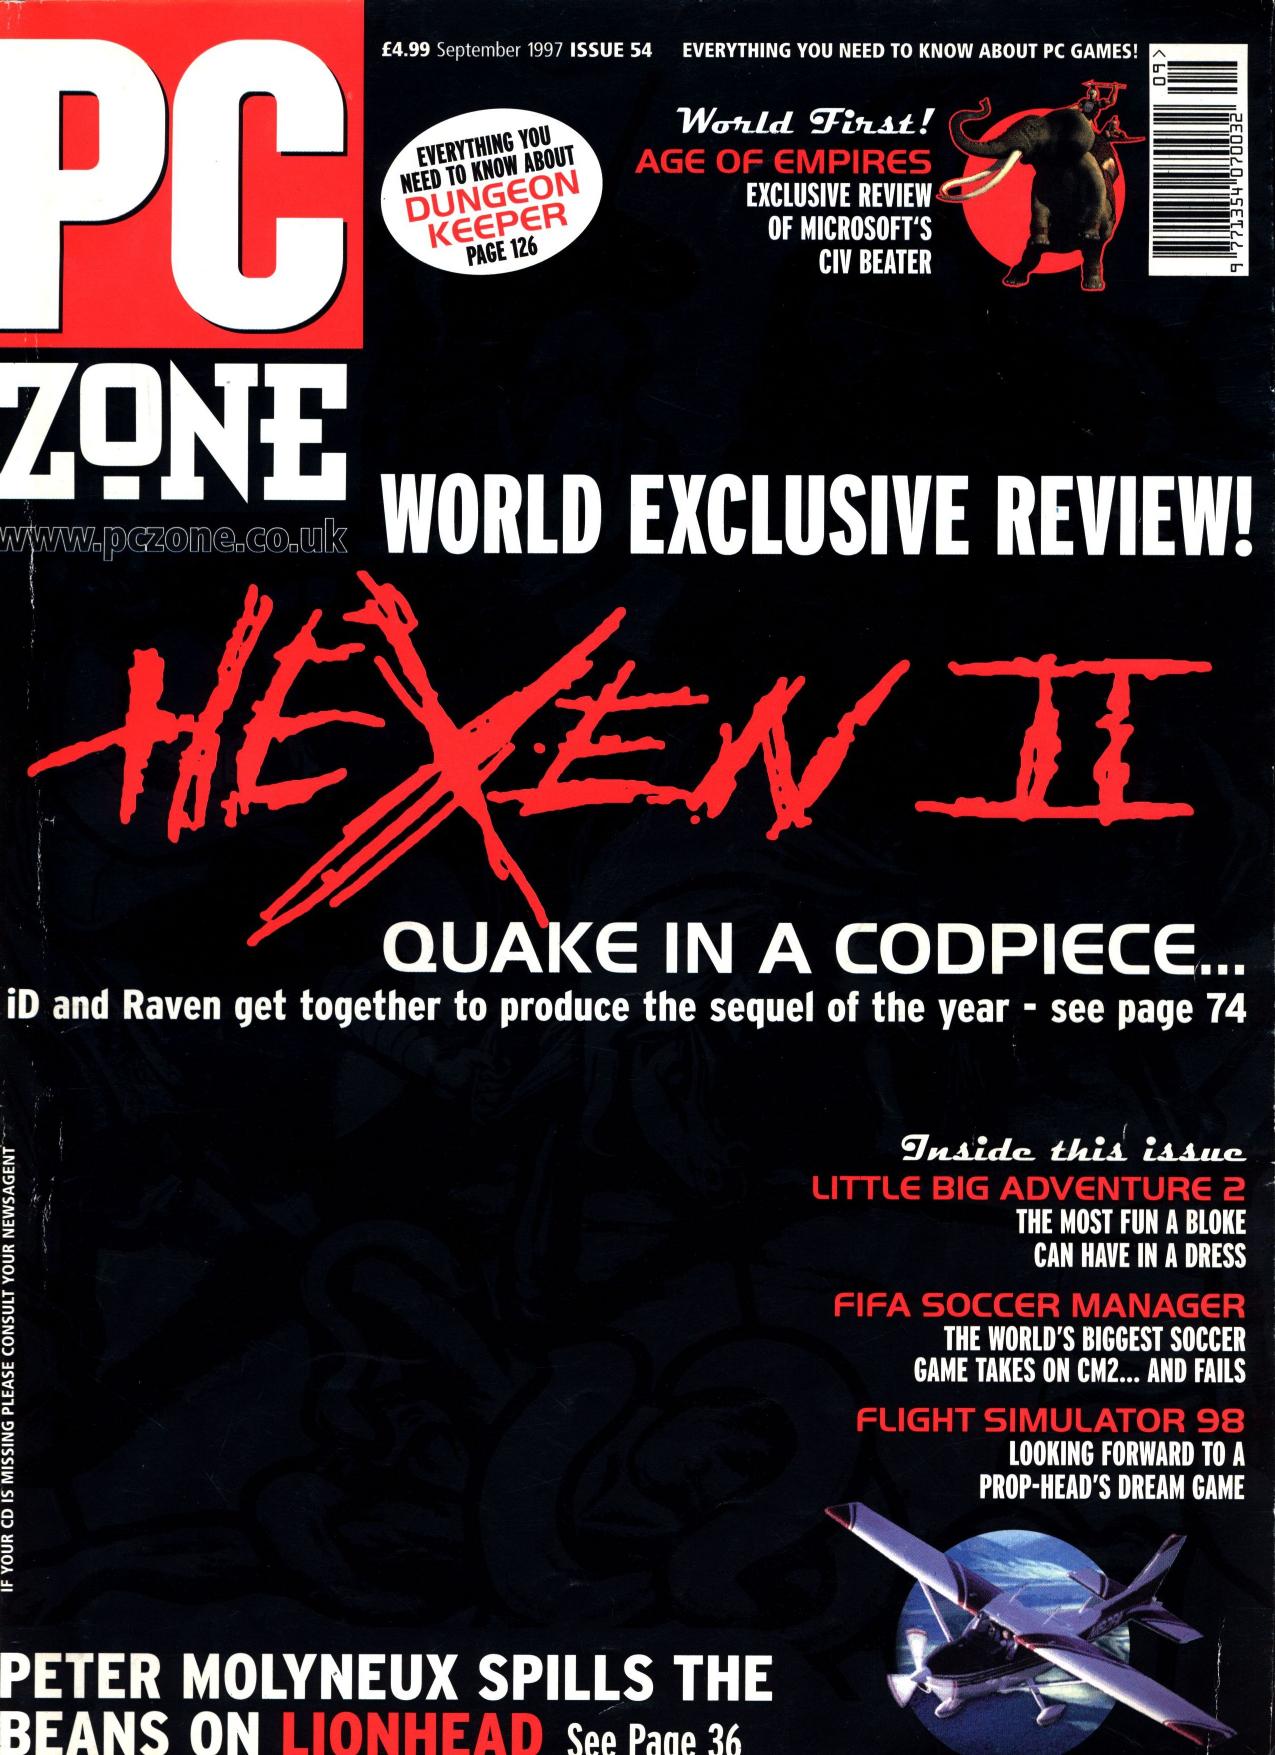 PC
ZONE
www.pczone.co.uk
£4.99 September 1997 ISSUE 54
EVERYTHING YOU NEED TO KNOW ABOUT PC GAMES!
EVERYTHING YOU
NEED TO KNOW ABOUT
DUNGEON
KEEPER
PAGE 126
World First!
AGE OF EMPIRES
EXCLUSIVE REVIEW
OF MICROSOFT'S
CIV BEATER
09>
9 771354 070032
WORLD EXCLUSIVE REVIEW!
HEXEN II
QUAKE IN A CODPIECE...
iD and Raven get together to produce the sequel of the year - see page 74
Inside this issue
LITTLE BIG ADVENTURE 2
THE MOST FUN A BLOKE
CAN HAVE IN A DRESS
FIFA SOCCER MANAGER
THE WORLD'S BIGGEST SOCCER
GAME TAKES ON CM2... AND FAILS
FLIGHT SIMULATOR 98
LOOKING FORWARD TO A
PROP-HEAD'S DREAM GAME
IF YOUR CD IS MISSING PLEASE CONSULT YOUR NEWSAGENT
PETER MOLYNEUX SPILLS THE
BEANS ON LIONHEAD See Page 36